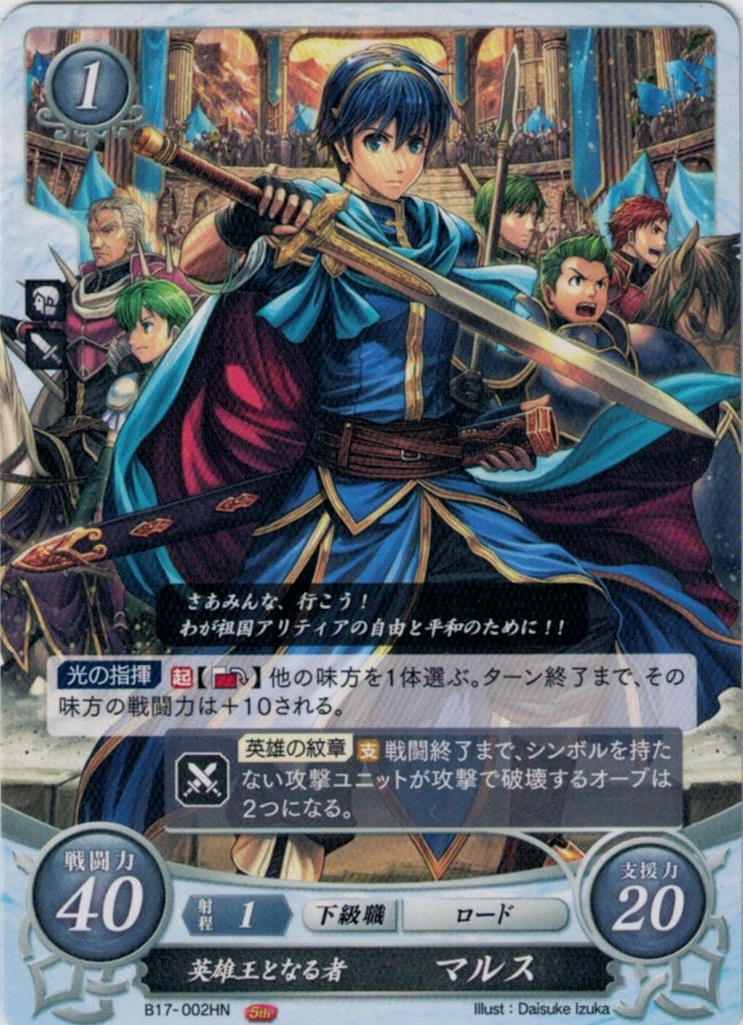 1
さあみんな、行こう！
わが祖国アリティアの自由と平和のために！！
光の指揮 起【】他の味方を1体選ぶ。ターン終了まで、その
味方の戦闘力は＋10される。
英雄の紋章 支 戦闘終了まで、シンボルを持た
ない攻撃ユニットが攻撃で破壊するオーブは
2つになる。
戦闘力
40
射程 1
下級職
ロード
支援力
20
英雄王となる者 マルス
B17-002HN 5th
Illust：Daisuke Izuka